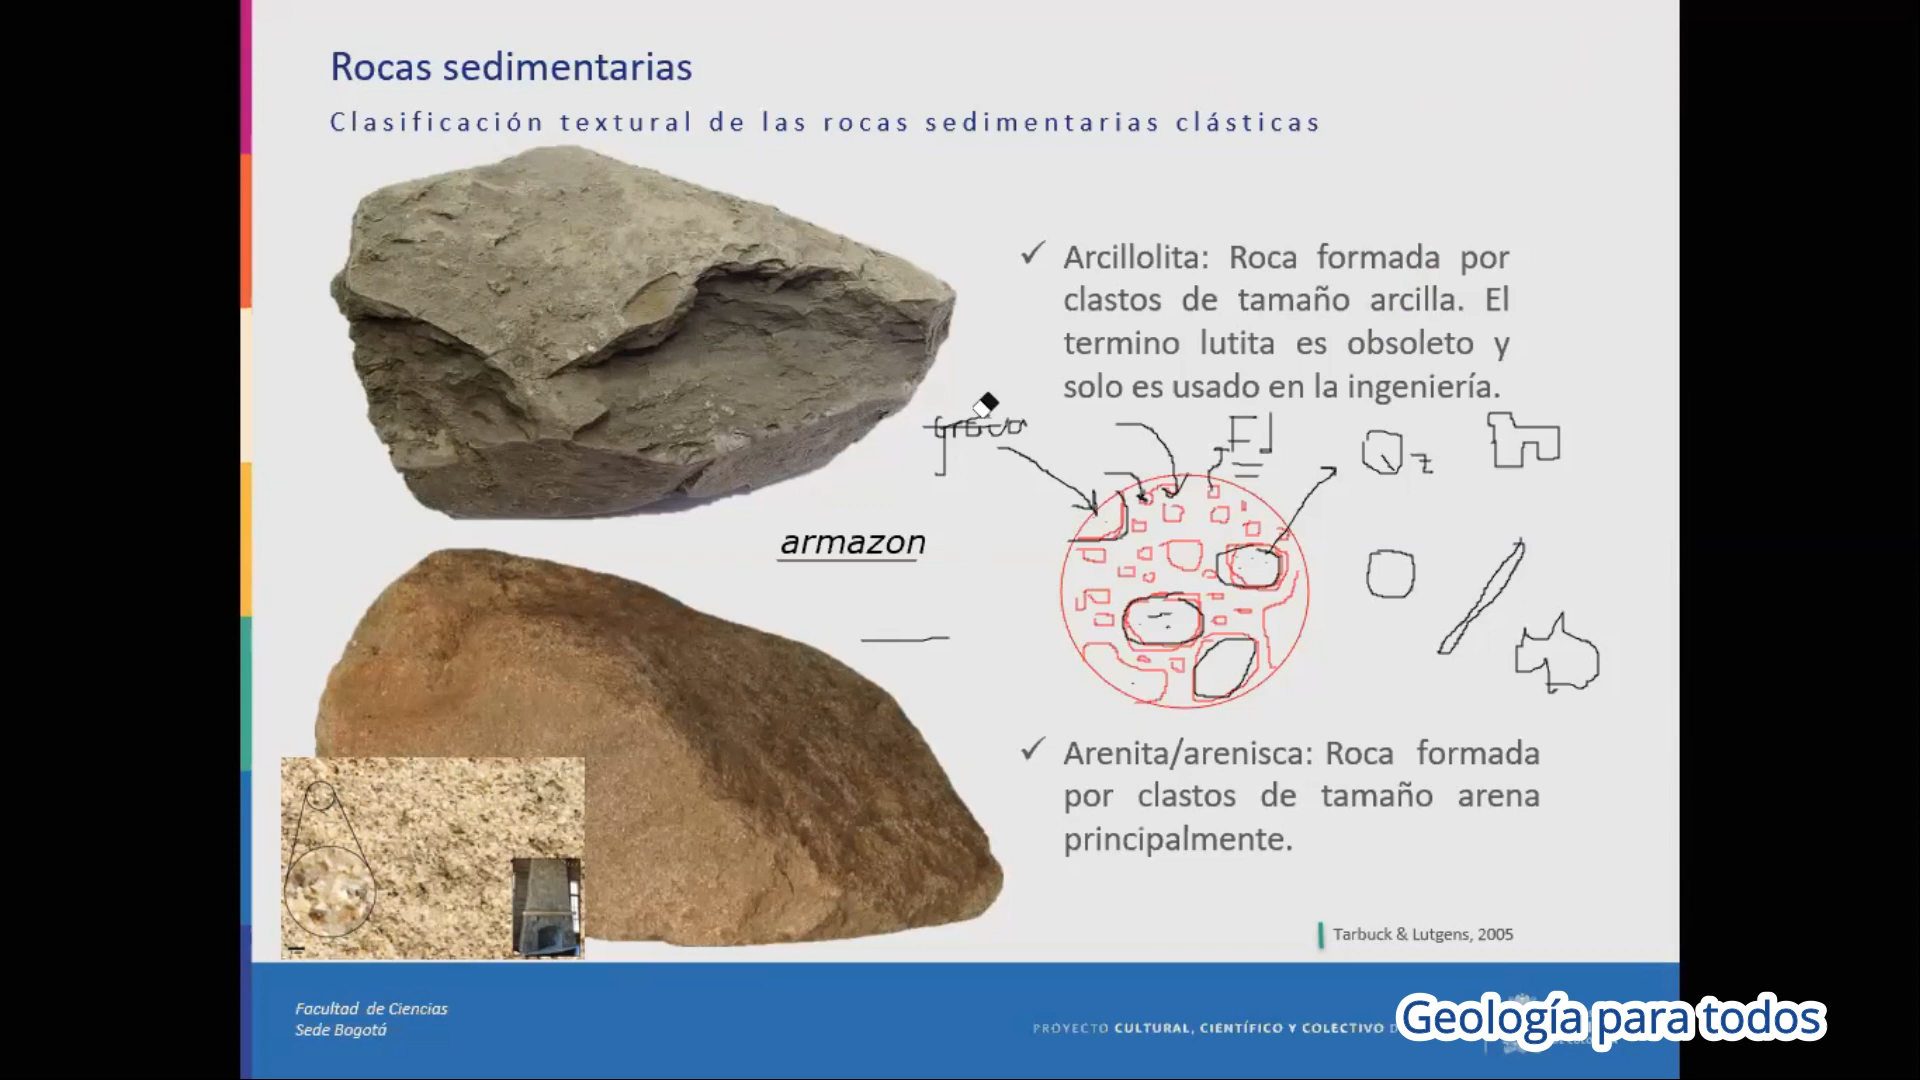 Rocas sedimentarias
Clasificación textural de las rocas sedimentarias clásticas
✓ Arcillolita: Roca formada por
clastos de tamaño arcilla. El
termino lutita es obsoleto y
solo es usado en la ingeniería.
armazon
✓ Arenita/arenisca: Roca formada
por clastos de tamaño arena
principalmente.
Tarbuck & Lutgens, 2005
Facultad de Ciencias
Sede Bogotá
PROYECTO CULTURAL, CIENTÍFICO Y COLECTIVO
Geología para todos